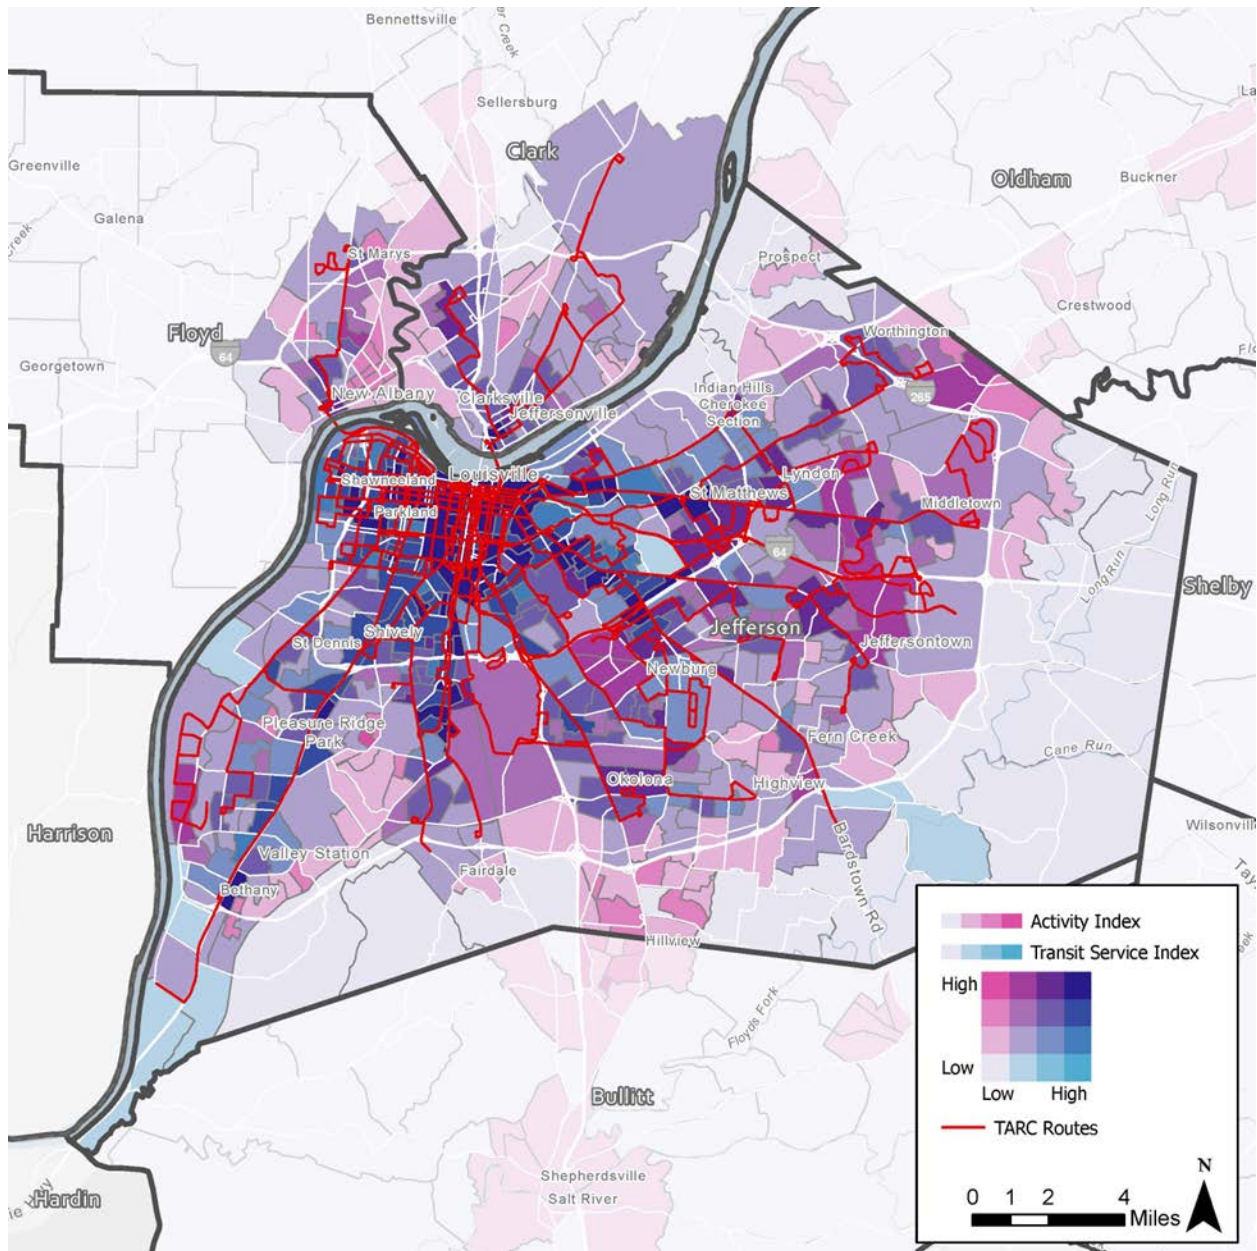 Bennettsville
Creek
Sellersburg
Clark
Greenville
Oldham
Buckner
La
Galena
Creek
St Marys
Prospect
Crestwood
Floyd
64
Worthington
Georgetown
265
New Albany
Clarksville
Indian Hills
Cherokee
Section
Jeffersonville
Louisville
Shawneeland
Lyndon
St Matthews
Long Run
Parkland
Middletown
64
Long Run
Shelby
St Dennis
Shively
Jefferson
Jeffersontown
Newburg
Pleasure Ridge
Park
Fern Creek
Cane Run
Okolona
Highview
Harrison
Bardstown Rd
Wilsonville
Valley Station
Fairdale
Bethany
Hillview
Floyds Fork
Bullitt
Shepherdsville
Salt River
Hardin
Activity Index
Transit Service Index
High
Low
Low High
TARC Routes
N
0 1 2 4
Miles